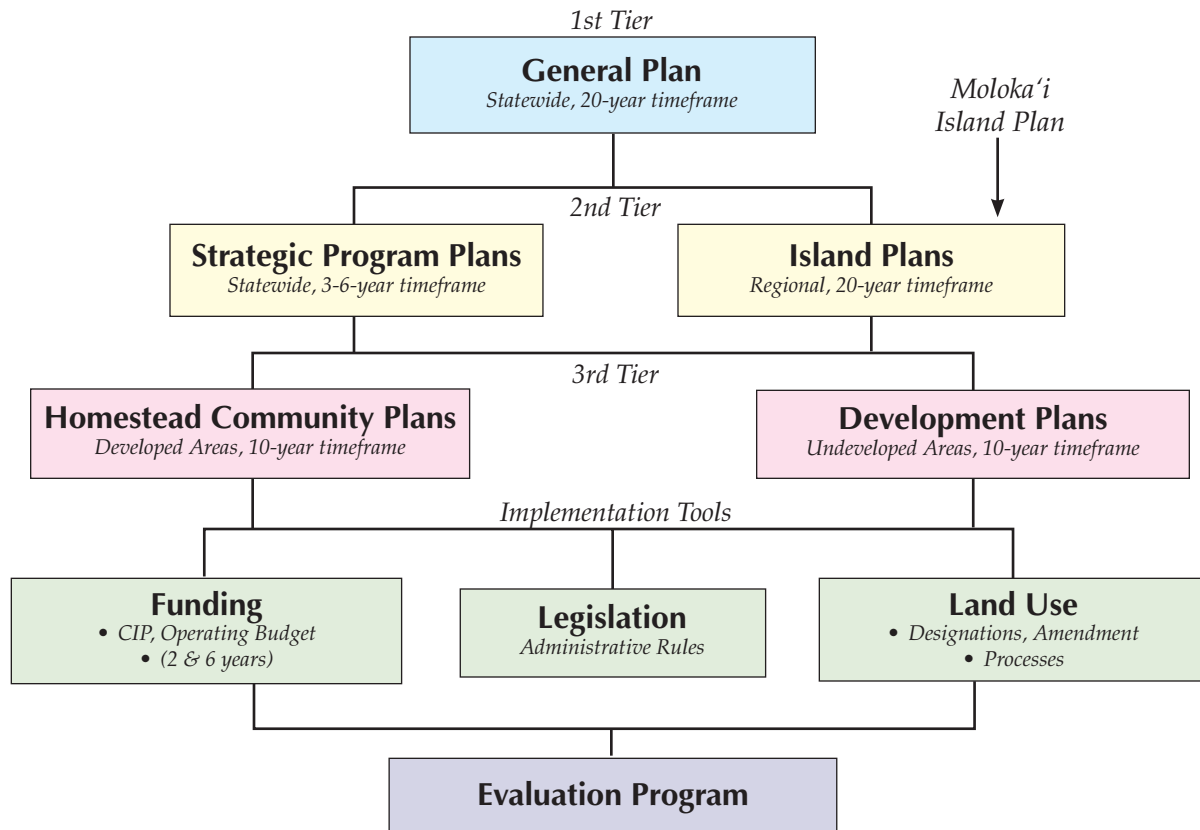 1st Tier
General Plan
Statewide, 20-year timeframe
Moloka‘i
Island Plan
2nd Tier
Strategic Program Plans
Statewide, 3-6-year timeframe
Island Plans
Regional, 20-year timeframe
3rd Tier
Homestead Community Plans
Developed Areas, 10-year timeframe
Development Plans
Undeveloped Areas, 10-year timeframe
Implementation Tools
Funding
• CIP, Operating Budget
• (2 & 6 years)
Legislation
Administrative Rules
Land Use
• Designations, Amendment
• Processes
Evaluation Program